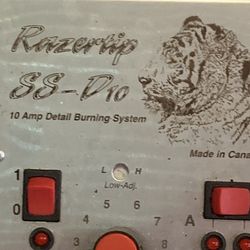 Razertip
SS-D10
10 Amp Detail Burning System
Made in Cana
L H
Low-Adj.
1 5 6
0 4 7 A
3 8